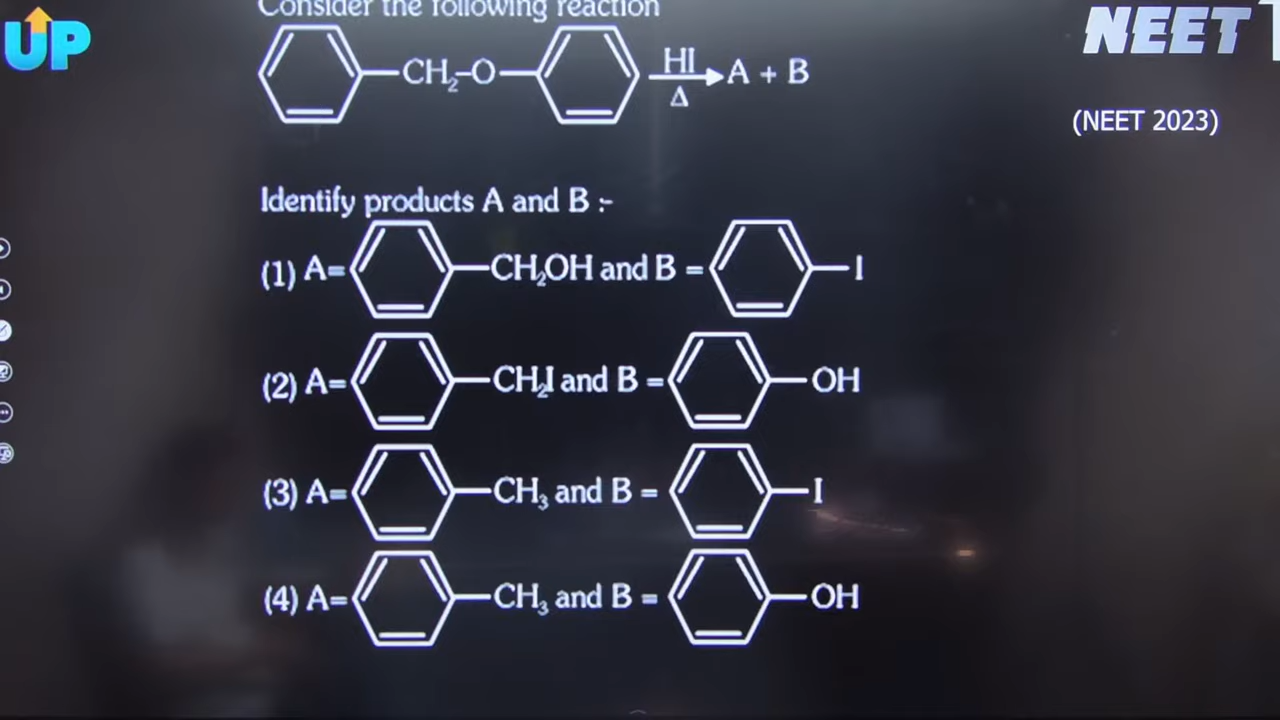 Consider the following reaction
UP
NEET
CH₂-O
HI
Δ
A + B
(NEET 2023)
Identify products A and B :-
(1) A= CH₂OH and B = I
(2) A= CH₂I and B = OH
(3) A= CH₃ and B = I
(4) A= CH₃ and B = OH